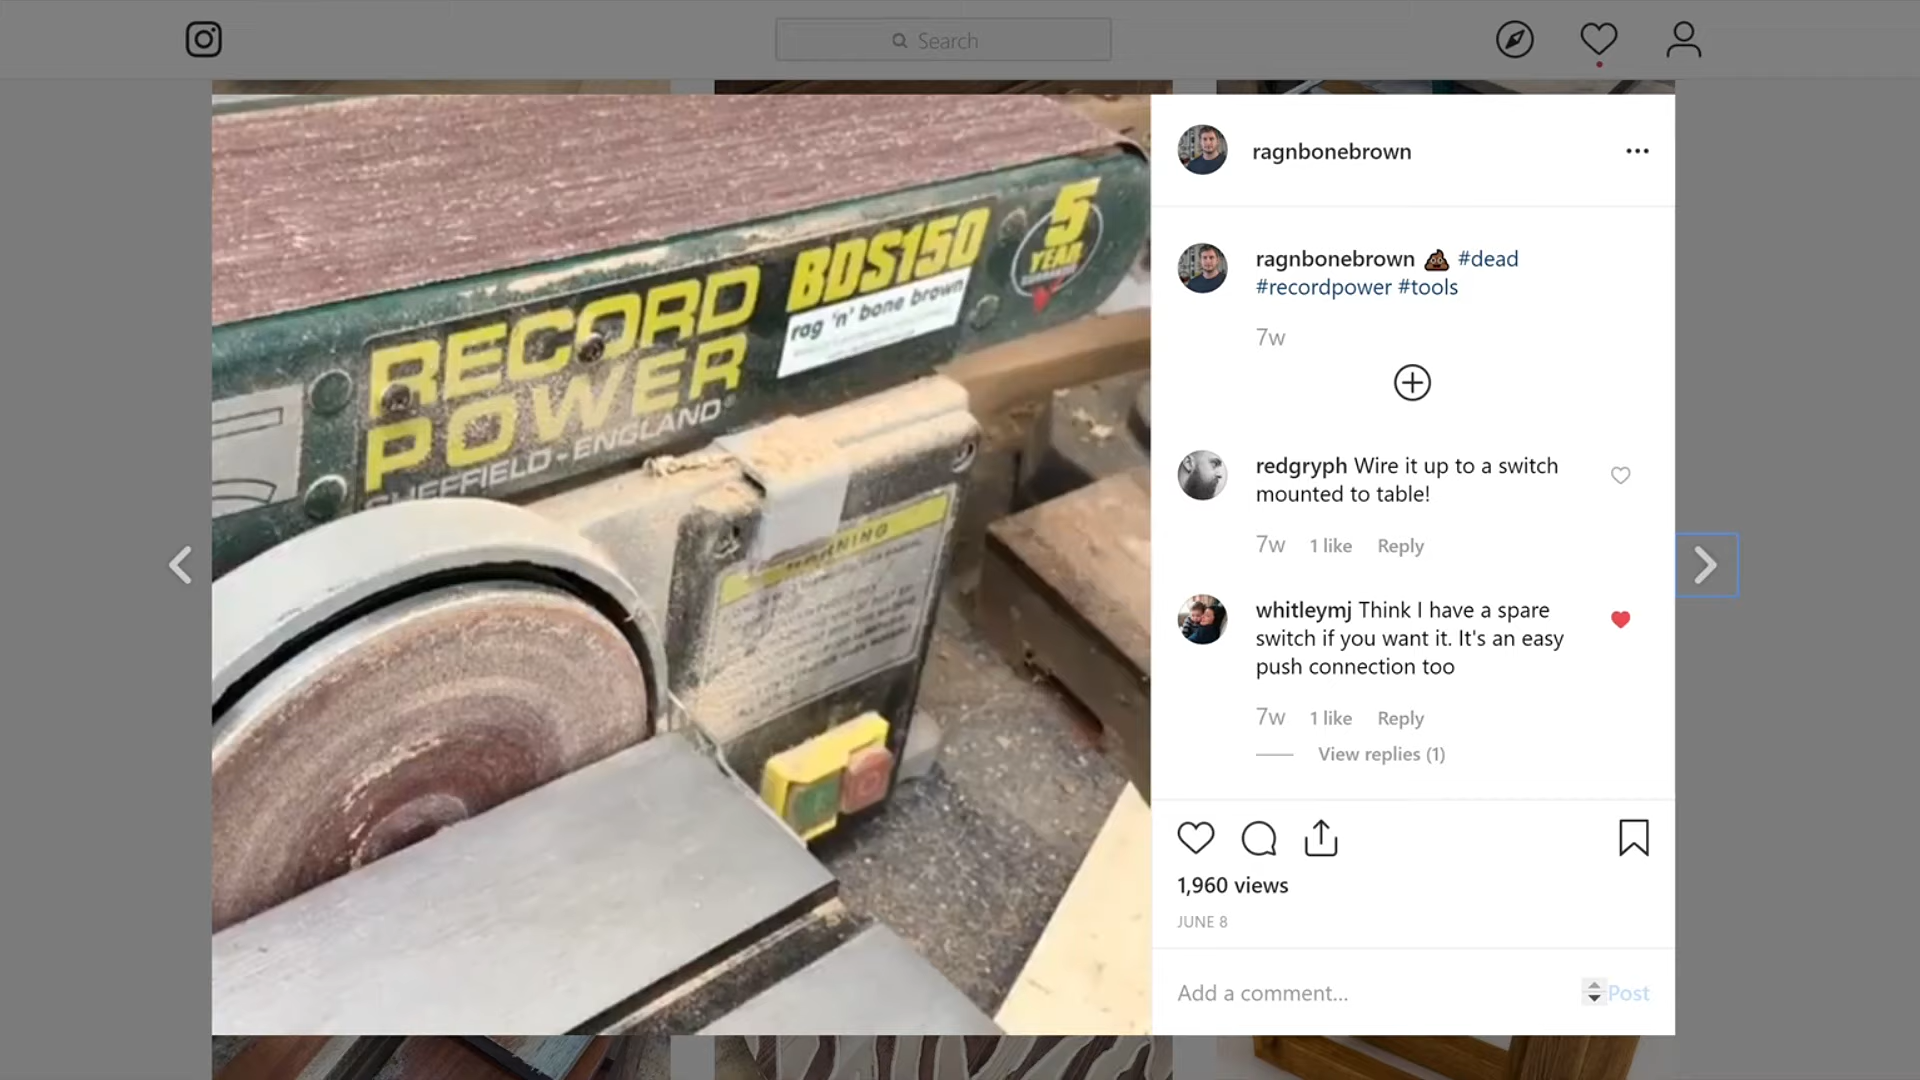 Search
RECORD
POWER
SHEFFIELD - ENGLAND
BDS150
rag 'n' bone brown
5
YEAR
ragnbonebrown
ragnbonebrown 💩 #dead
#recordpower #tools
7w
redgryph Wire it up to a switch
mounted to table!
7w 1 like Reply
whitleymj Think I have a spare
switch if you want it. It's an easy
push connection too
7w 1 like Reply
View replies (1)
1,960 views
JUNE 8
Add a comment...
Post